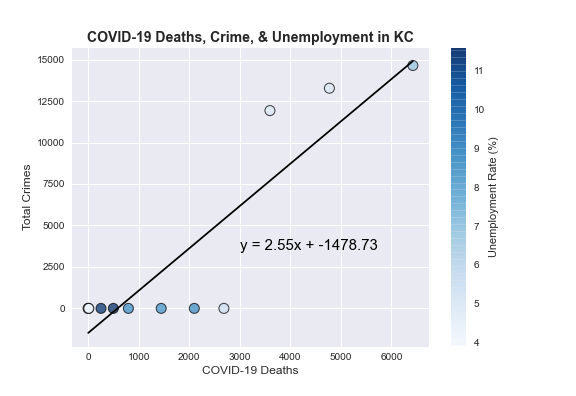 COVID-19 Deaths, Crime, & Unemployment in KC
15000
12500
10000
7500
5000
2500
0
Total Crimes
y = 2.55x + -1478.73
0 1000 2000 3000 4000 5000 6000
COVID-19 Deaths
11
10
9
8
7
6
5
4
Unemployment Rate (%)